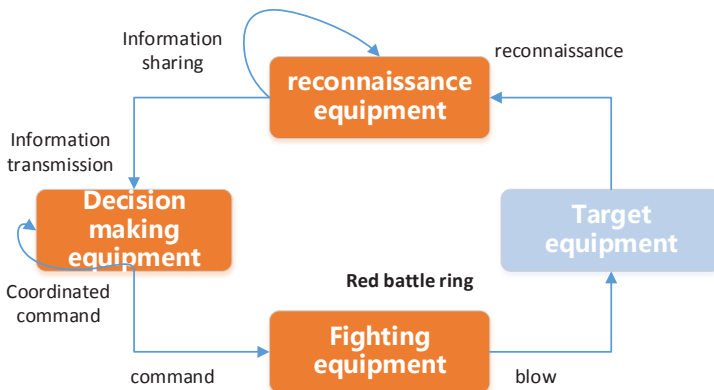 Information
sharing
reconnaissance
equipment
reconnaissance
Information
transmission
Decision
making
equipment
Target
equipment
Coordinated
command
Red battle ring
Fighting
equipment
command
blow